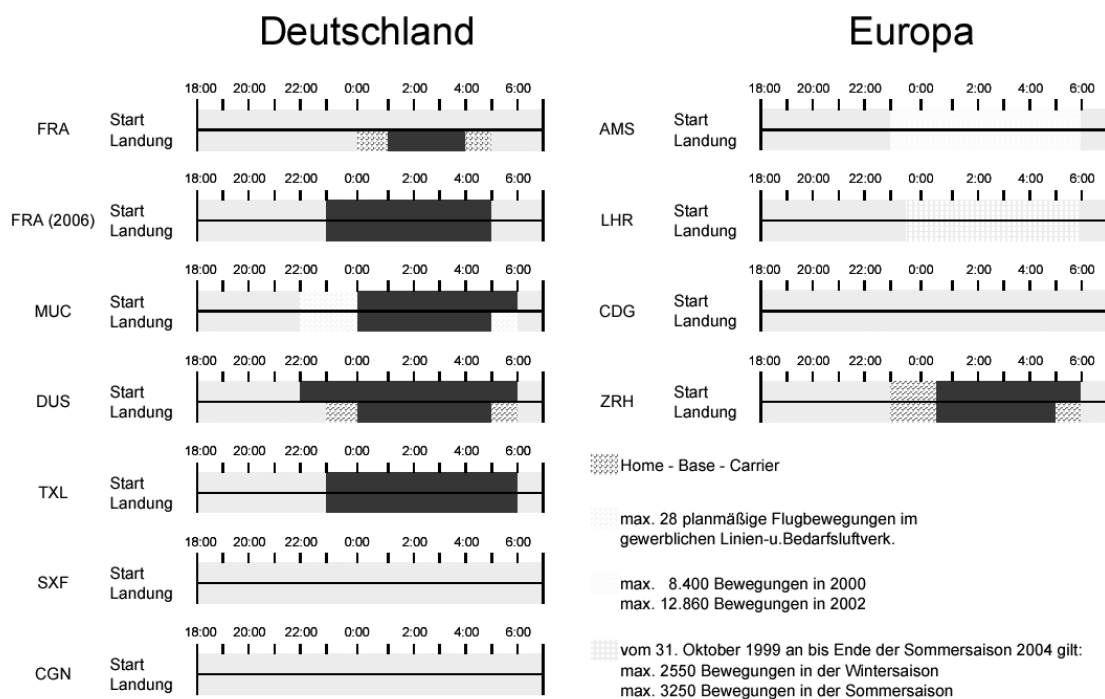 Deutschland
18:00 20:00 22:00 0:00 2:00 4:00 6:00
FRA
Start
Landung
18:00 20:00 22:00 0:00 2:00 4:00 6:00
FRA (2006)
Start
Landung
18:00 20:00 22:00 0:00 2:00 4:00 6:00
MUC
Start
Landung
18:00 20:00 22:00 0:00 2:00 4:00 6:00
DUS
Start
Landung
18:00 20:00 22:00 0:00 2:00 4:00 6:00
TXL
Start
Landung
18:00 20:00 22:00 0:00 2:00 4:00 6:00
SXF
Start
Landung
18:00 20:00 22:00 0:00 2:00 4:00 6:00
CGN
Start
Landung
Europa
18:00 20:00 22:00 0:00 2:00 4:00 6:00
AMS
Start
Landung
18:00 20:00 22:00 0:00 2:00 4:00 6:00
LHR
Start
Landung
18:00 20:00 22:00 0:00 2:00 4:00 6:00
CDG
Start
Landung
18:00 20:00 22:00 0:00 2:00 4:00 6:00
ZRH
Start
Landung
Home - Base - Carrier
max. 28 planmäßige Flugbewegungen im
gewerblichen Linien-u.Bedarfsluftverk.
max. 8.400 Bewegungen in 2000
max. 12.860 Bewegungen in 2002
vom 31. Oktober 1999 an bis Ende der Sommersaison 2004 gilt:
max. 2550 Bewegungen in der Wintersaison
max. 3250 Bewegungen in der Sommersaison